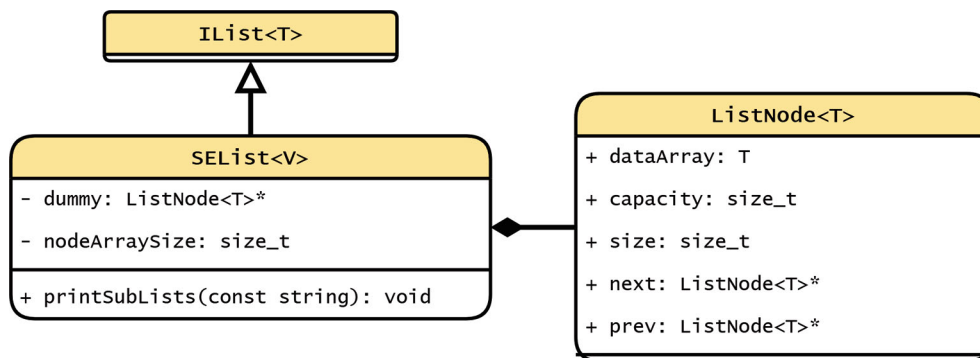 IList<T>
SEList<V>
- dummy: ListNode<T>*
- nodeArraySize: size_t
+ printSubLists(const string): void
ListNode<T>
+ dataArray: T
+ capacity: size_t
+ size: size_t
+ next: ListNode<T>*
+ prev: ListNode<T>*